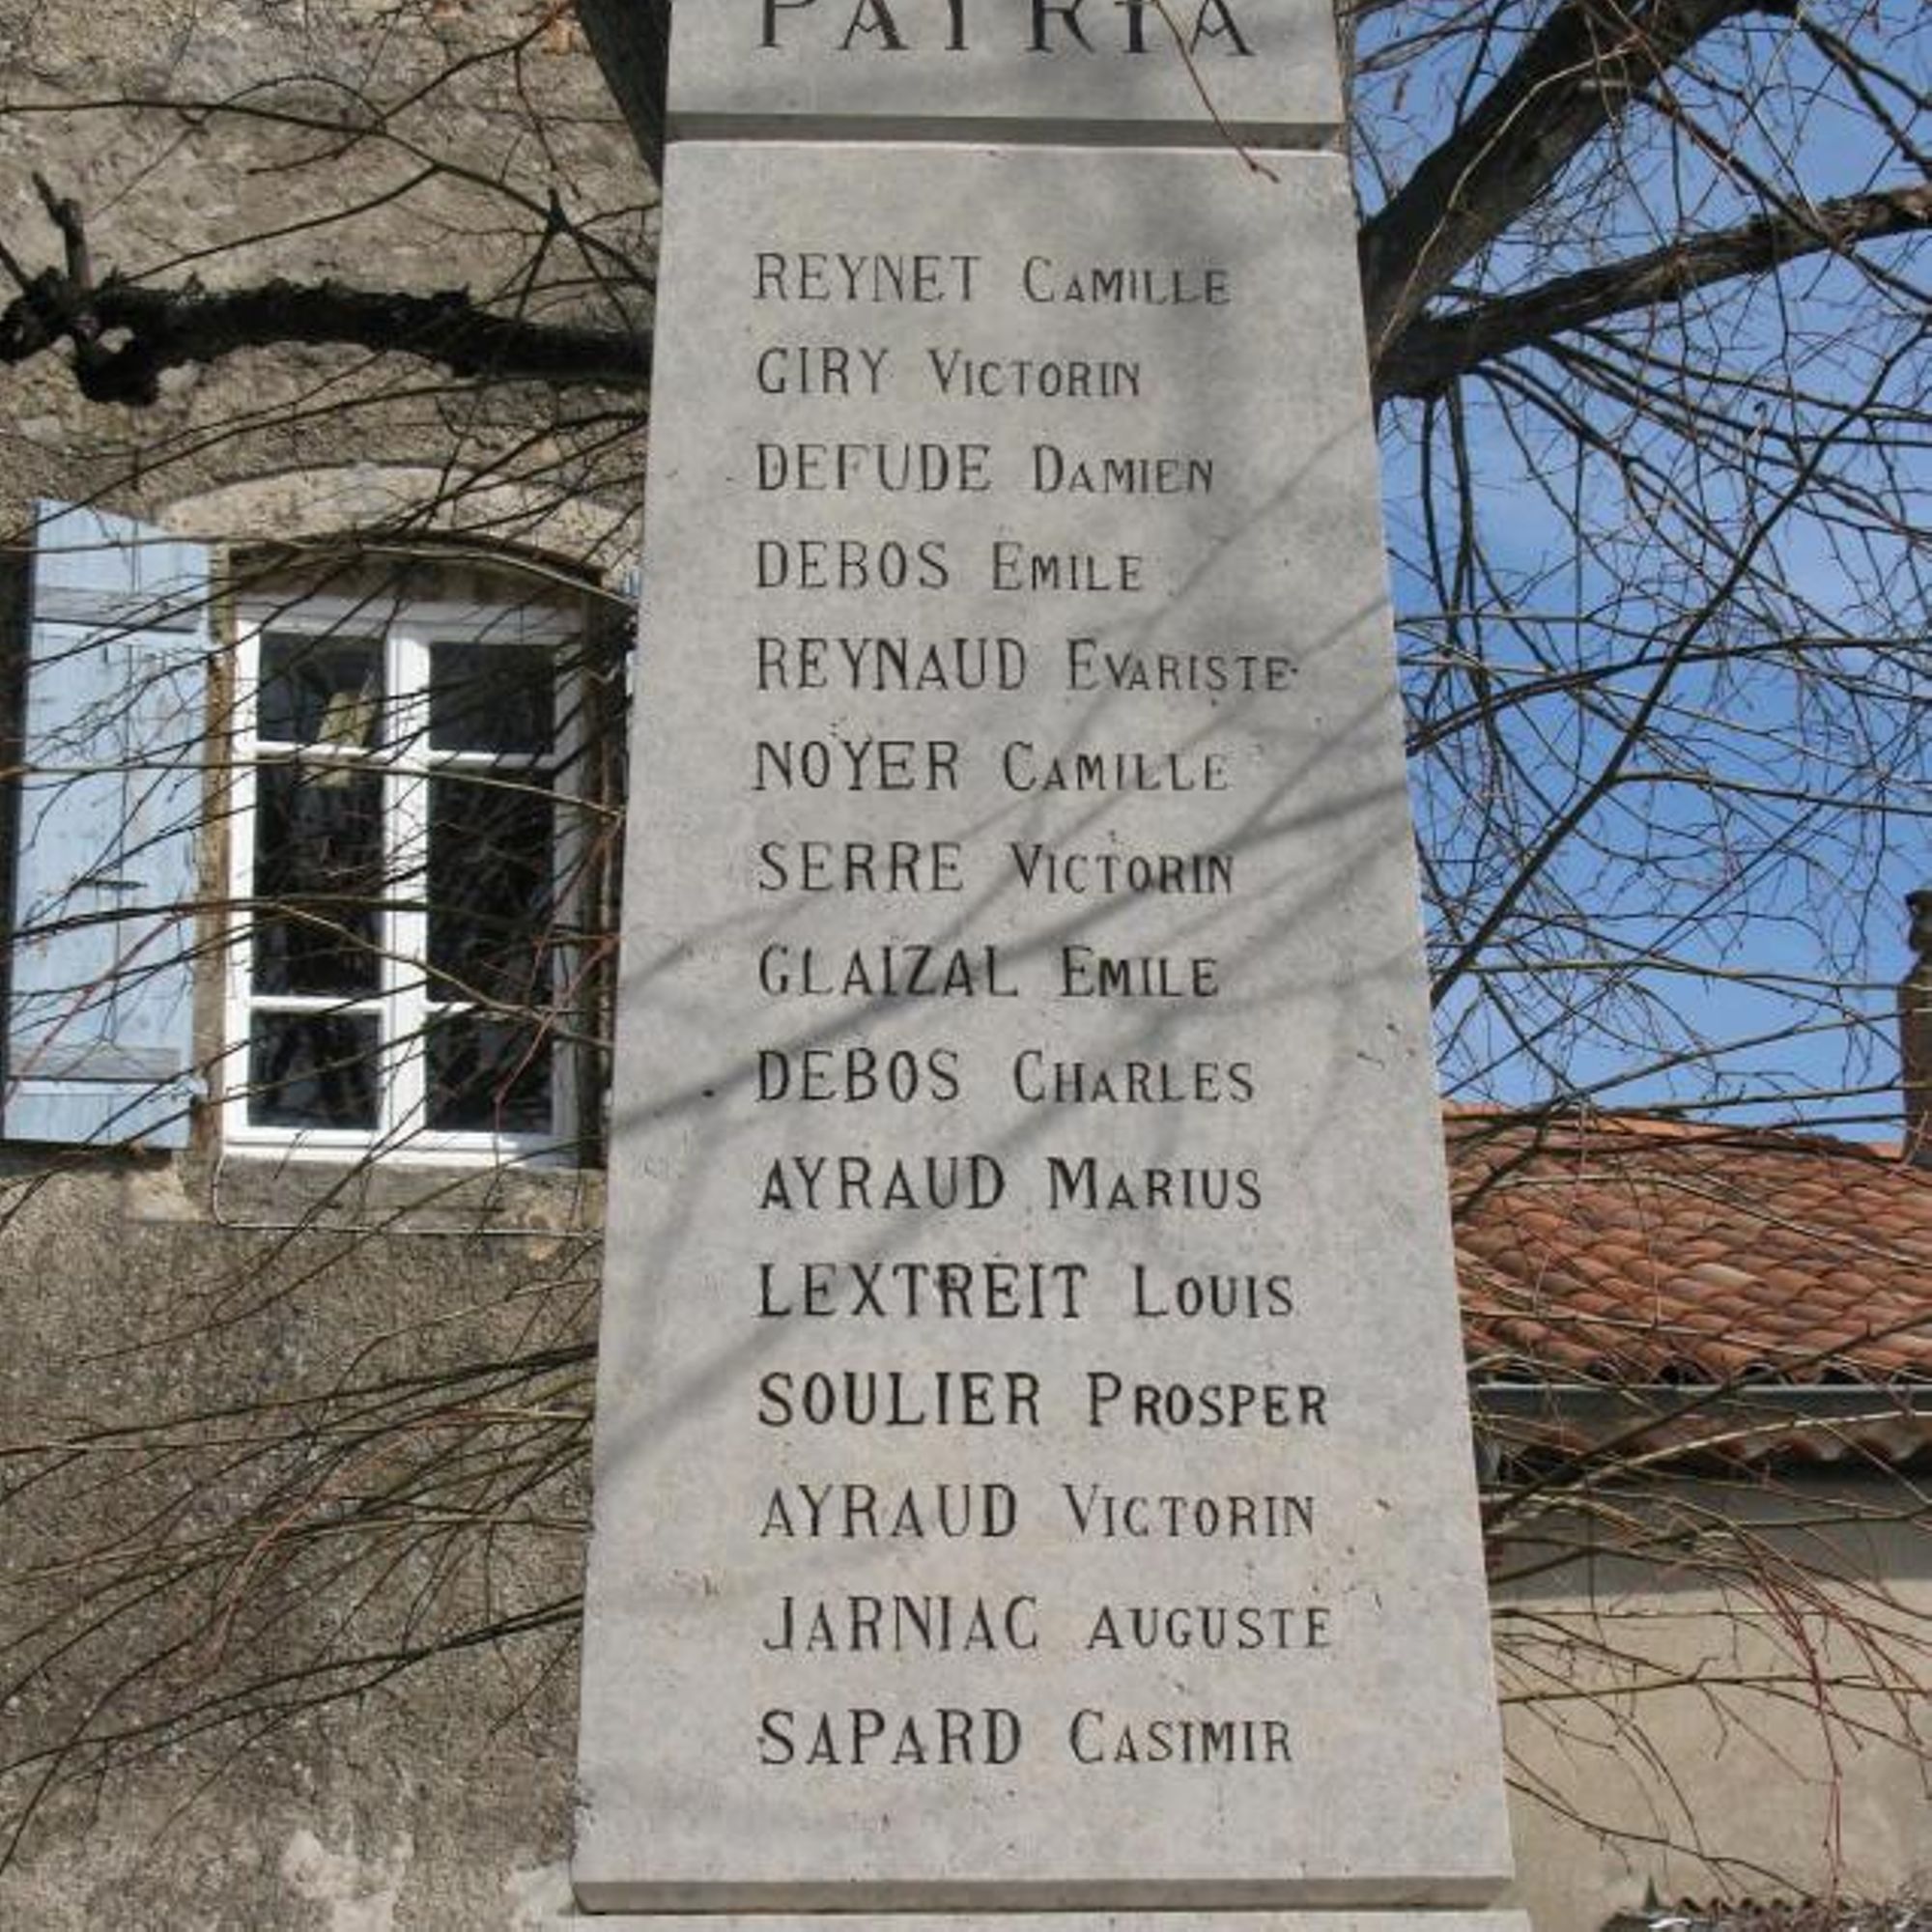 PATRIA
REYNET CAMILLE
GIRY VICTORIN
DEFUDE DAMIEN
DEBOS EMILE
REYNAUD EVARISTE
NOYER CAMILLE
SERRE VICTORIN
GLAIZAL EMILE
DEBOS CHARLES
AYRAUD MARIUS
LEXTREIT LOUIS
SOULIER PROSPER
AYRAUD VICTORIN
JARNIAC AUGUSTE
SAPARD CASIMIR